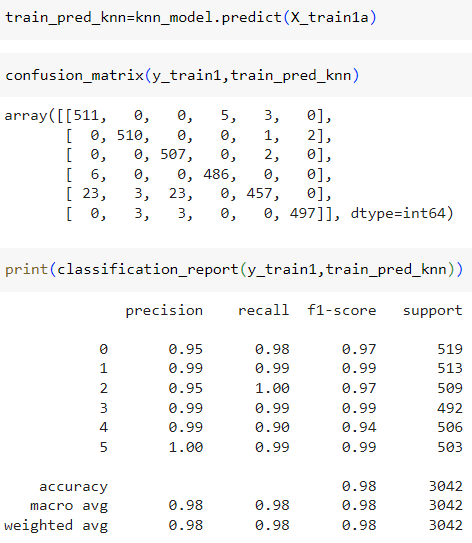 train_pred_knn=knn_model.predict(X_train1a)
confusion_matrix(y_train1,train_pred_knn)
array([[511,   0,   0,   5,   3,   0],
       [  0, 510,   0,   0,   1,   2],
       [  0,   0, 507,   0,   2,   0],
       [  6,   0,   0, 486,   0,   0],
       [ 23,   3,  23,   0, 457,   0],
       [  0,   3,   3,   0,   0, 497]], dtype=int64)
print(classification_report(y_train1,train_pred_knn))
              precision    recall  f1-score   support
           0       0.95      0.98      0.97       519
           1       0.99      0.99      0.99       513
           2       0.95      1.00      0.97       509
           3       0.99      0.99      0.99       492
           4       0.99      0.90      0.94       506
           5       1.00      0.99      0.99       503
    accuracy                           0.98      3042
   macro avg       0.98      0.98      0.98      3042
weighted avg       0.98      0.98      0.98      3042